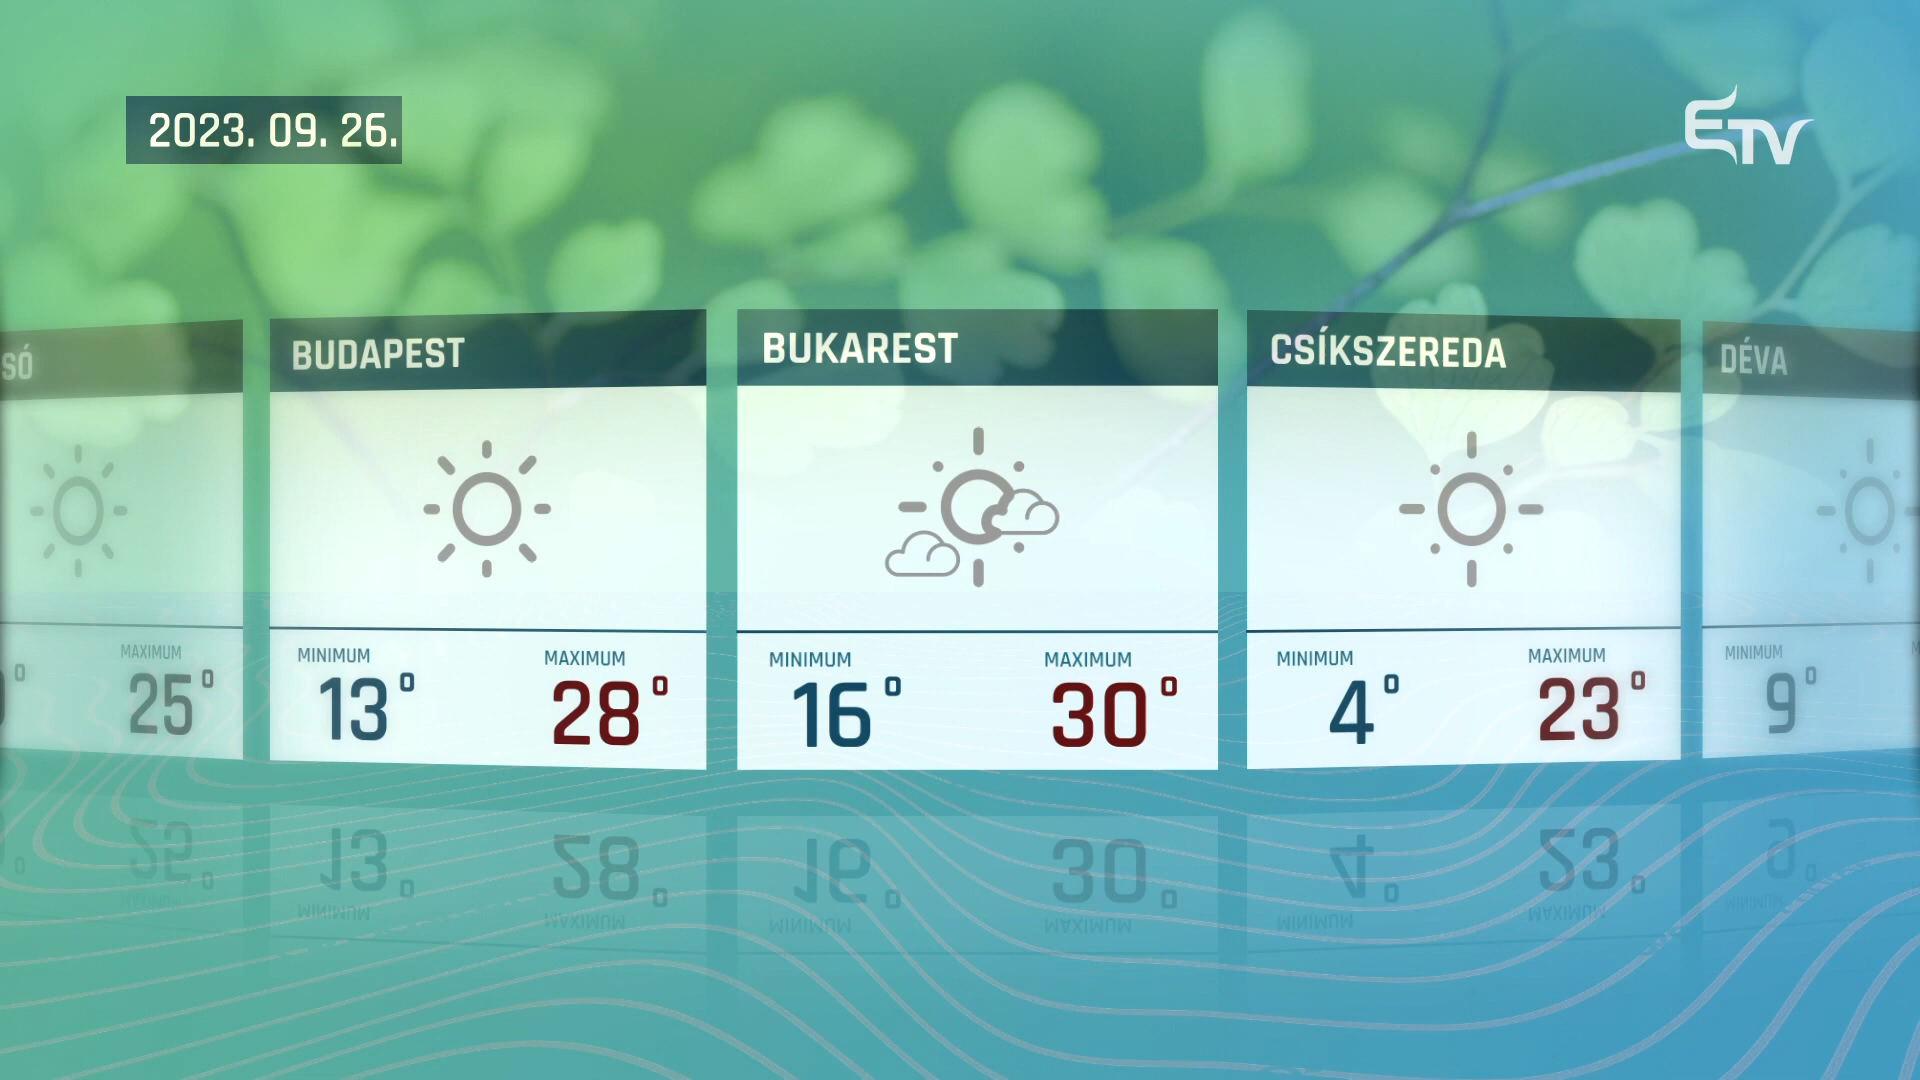 2023. 09. 26.
ETV
SÓ
MAXIMUM
25°
BUDAPEST
MINIMUM MAXIMUM
13° 28°
BUKAREST
MINIMUM MAXIMUM
16° 30°
CSÍKSZEREDA
MINIMUM MAXIMUM
4° 23°
DÉVA
MINIMUM
9°